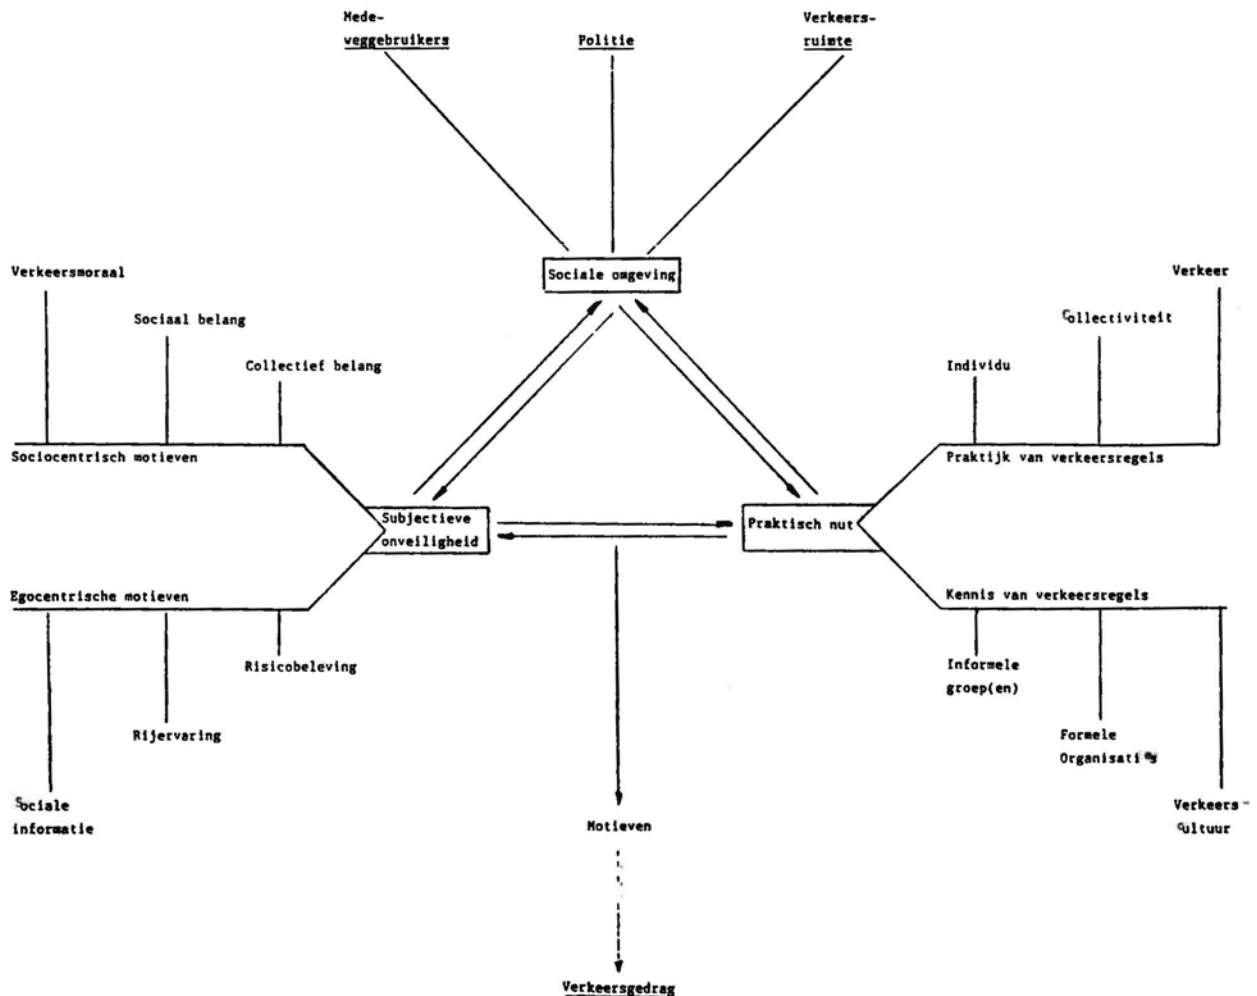 Mede-
weggebruikers
Politie
Verkeers-
ruimte
Sociale omgeving
Verkeersmoraal
Sociaal belang
Collectief belang
Sociocentrisch motieven
Verkeer
Collectiviteit
Individu
Praktijk van verkeersregels
Subjectieve
onveiligheid
Praktisch nut
Egocentrische motieven
Risicobeleving
Rijervaring
Sociale
informatie
Kennis van verkeersregels
Informele
groep(en)
Formele
Organisaties
Verkeers-
cultuur
Motieven
Verkeersgedrag